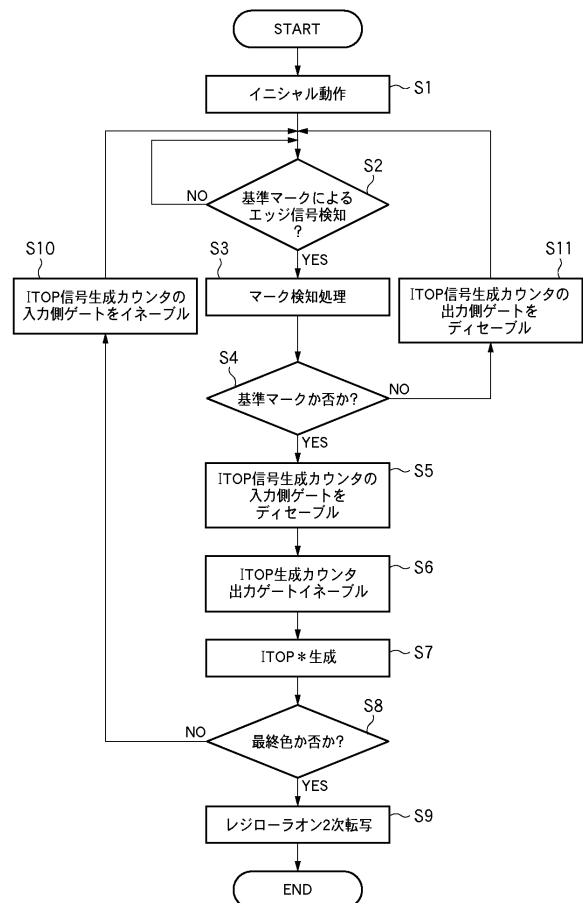 START
イニシャル動作
S1
S2
基準マークによる
エッジ信号検知
?
NO
YES
S10
ITOP信号生成カウンタの
入力側ゲートをイネーブル
S3
マーク検知処理
S11
ITOP信号生成カウンタの
出力側ゲートを
ディセーブル
S4
基準マークか否か?
NO
YES
ITOP信号生成カウンタの
入力側ゲートを
ディセーブル
S5
ITOP生成カウンタ
出力ゲートイネーブル
S6
ITOP*生成
S7
S8
最終色か否か?
NO
YES
レジローラオン2次転写
S9
END